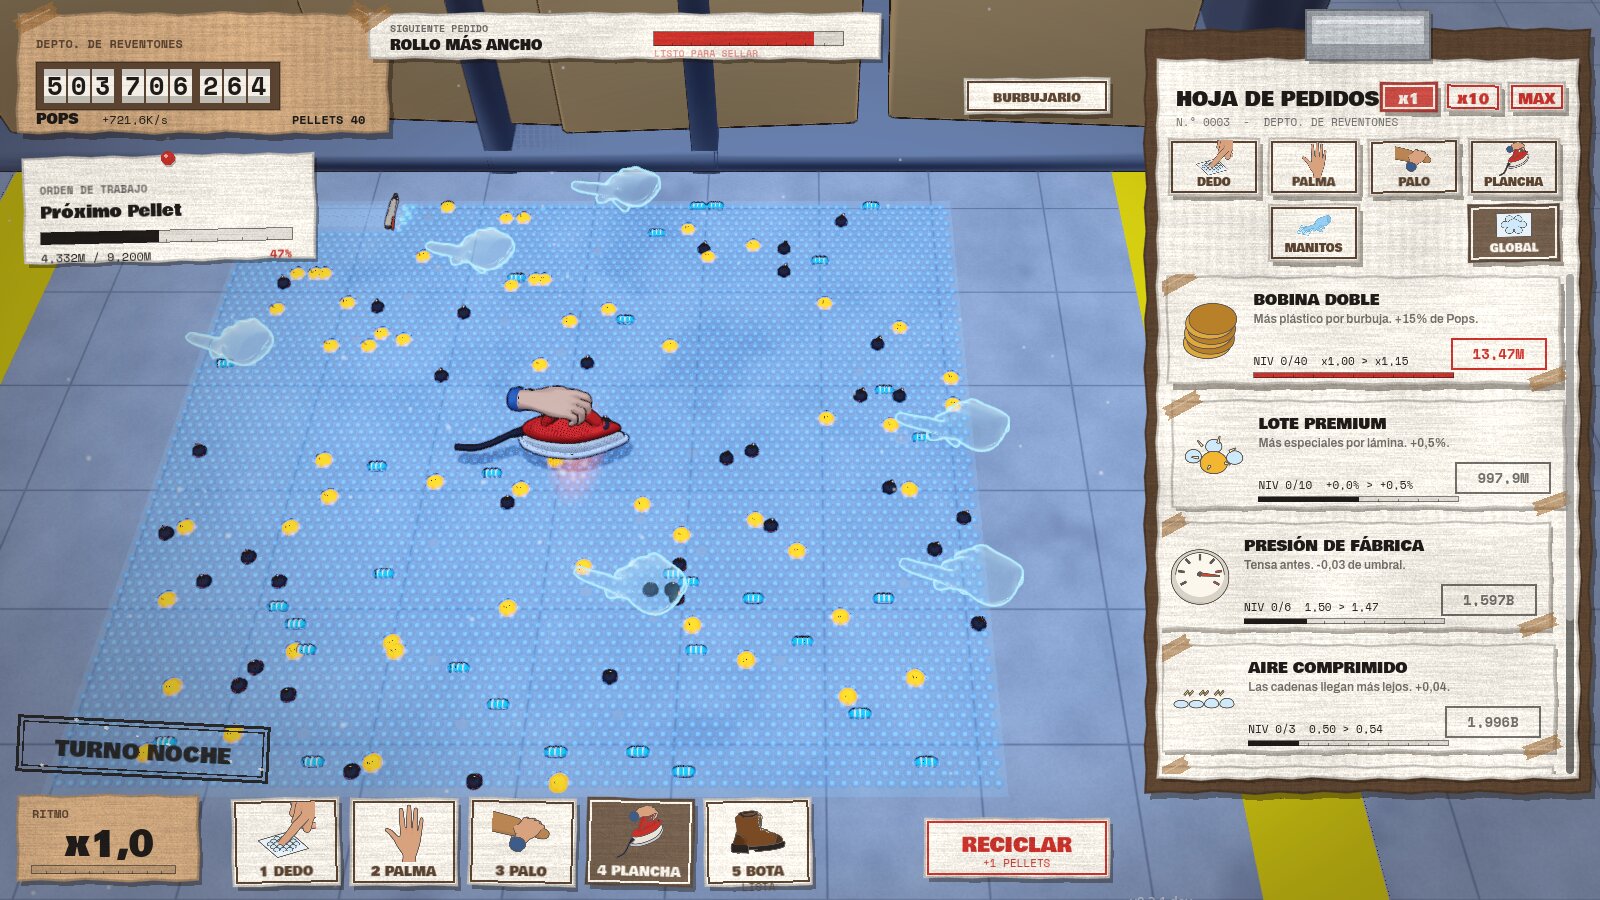 DEPTO. DE REVENTONES
503 706 264
POPS +721.6K/s PELLETS 40
SIGUIENTE PEDIDO
ROLLO MÁS ANCHO
LISTO PARA SELLAR
BURBUJARIO
ORDEN DE TRABAJO
Próximo Pellet
4.332M / 9.200M 47%
HOJA DE PEDIDOS x1 x10 MAX
N.° 0003 - DEPTO. DE REVENTONES
DEDO PALMA PALO PLANCHA
MANITOS GLOBAL
BOBINA DOBLE
Más plástico por burbuja. +15% de Pops.
NIV 0/40 x1.00 > x1.15 13.47M
LOTE PREMIUM
Más especiales por lámina. +0,5%.
NIV 0/10 +0,0% > +0,5% 997.9M
PRESIÓN DE FÁBRICA
Tensa antes. -0,03 de umbral.
NIV 0/6 1.50 > 1.47 1.597B
AIRE COMPRIMIDO
Las cadenas llegan más lejos. +0,04.
NIV 0/3 0.50 > 0.54 1.996B
TURNO NOCHE
RITMO
x1,0
1 DEDO 2 PALMA 3 PALO 4 PLANCHA 5 BOTA
LISTA
RECICLAR
+1 PELLETS